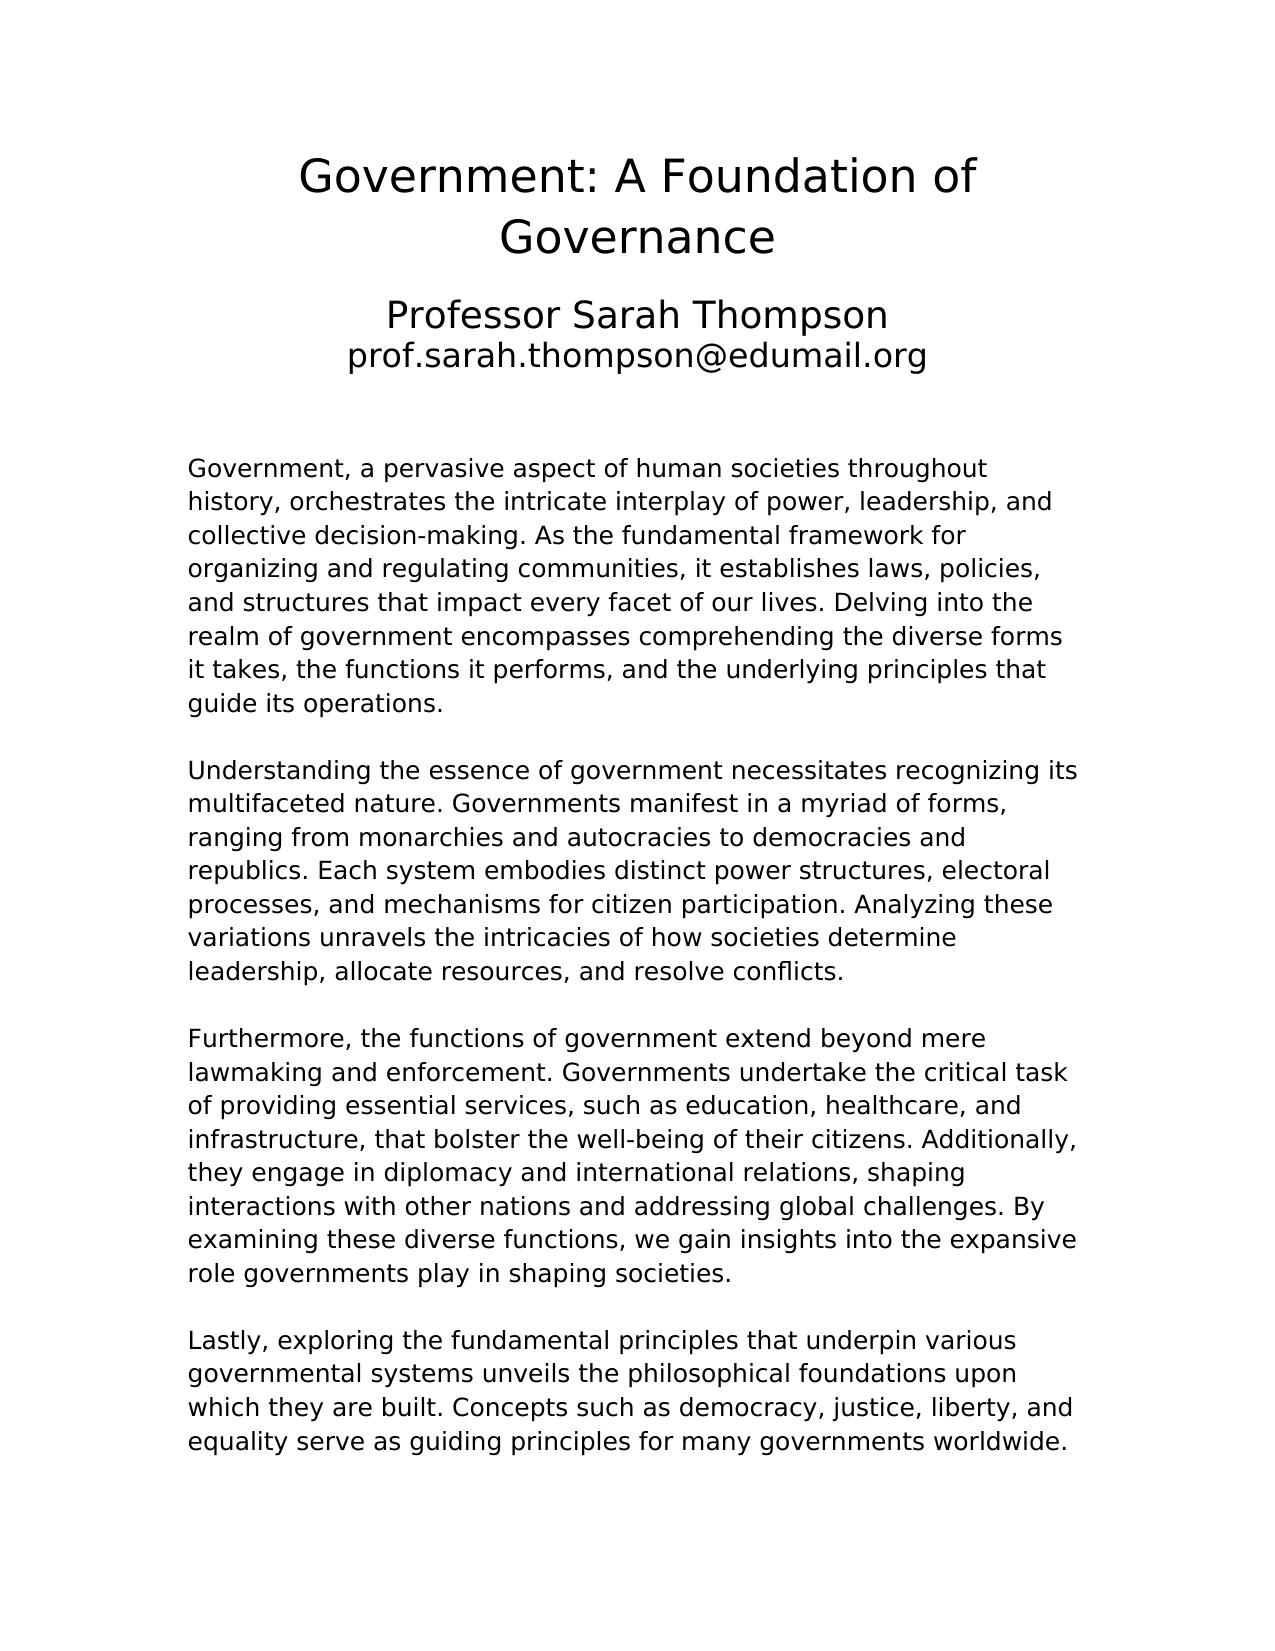 Government: A Foundation of
Governance
Professor Sarah Thompson
prof.sarah.thompson@edumail.org
Government, a pervasive aspect of human societies throughout
history, orchestrates the intricate interplay of power, leadership, and
collective decision-making. As the fundamental framework for
organizing and regulating communities, it establishes laws, policies,
and structures that impact every facet of our lives. Delving into the
realm of government encompasses comprehending the diverse forms
it takes, the functions it performs, and the underlying principles that
guide its operations.
Understanding the essence of government necessitates recognizing its
multifaceted nature. Governments manifest in a myriad of forms,
ranging from monarchies and autocracies to democracies and
republics. Each system embodies distinct power structures, electoral
processes, and mechanisms for citizen participation. Analyzing these
variations unravels the intricacies of how societies determine
leadership, allocate resources, and resolve conflicts.
Furthermore, the functions of government extend beyond mere
lawmaking and enforcement. Governments undertake the critical task
of providing essential services, such as education, healthcare, and
infrastructure, that bolster the well-being of their citizens. Additionally,
they engage in diplomacy and international relations, shaping
interactions with other nations and addressing global challenges. By
examining these diverse functions, we gain insights into the expansive
role governments play in shaping societies.
Lastly, exploring the fundamental principles that underpin various
governmental systems unveils the philosophical foundations upon
which they are built. Concepts such as democracy, justice, liberty, and
equality serve as guiding principles for many governments worldwide.